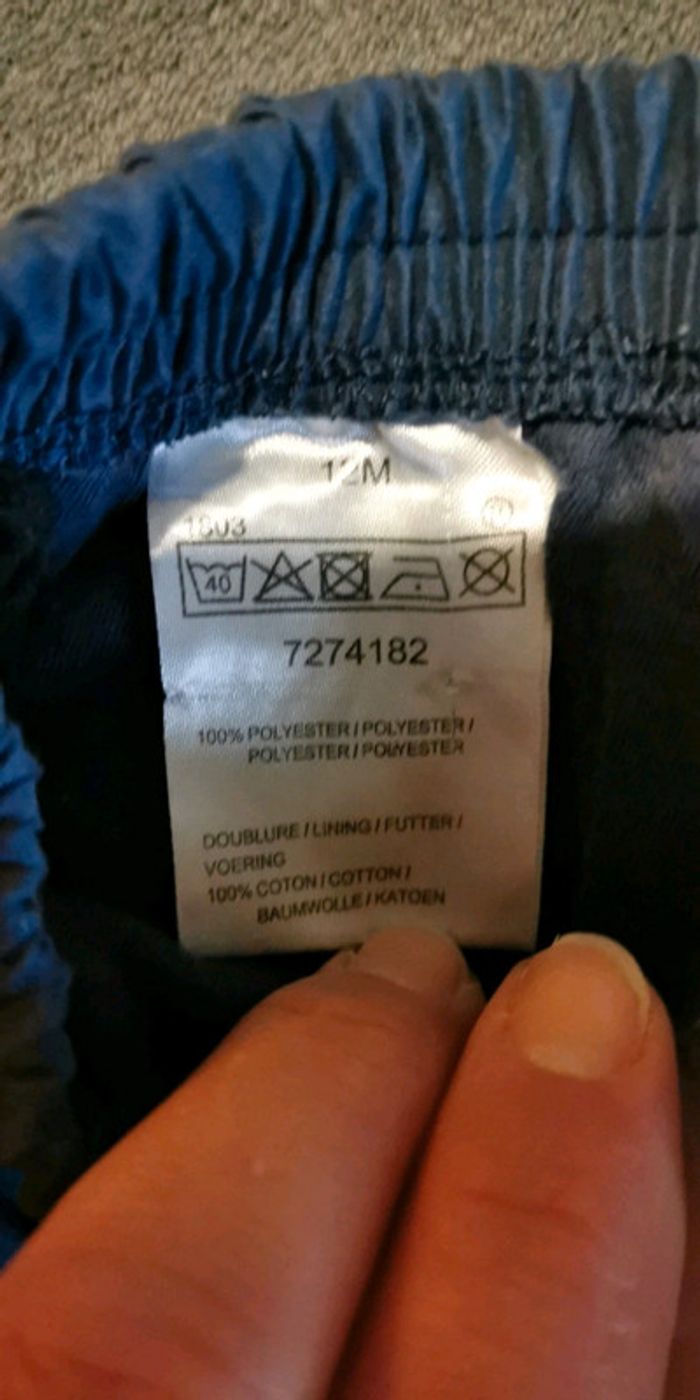 12M
1803
40
7274182
100% POLYESTER / POLYESTER /
POLYESTER / POLYESTER
DOUBLURE / LINING / FUTTER /
VOERING
100% COTON / COTTON /
BAUMWOLLE / KATOEN